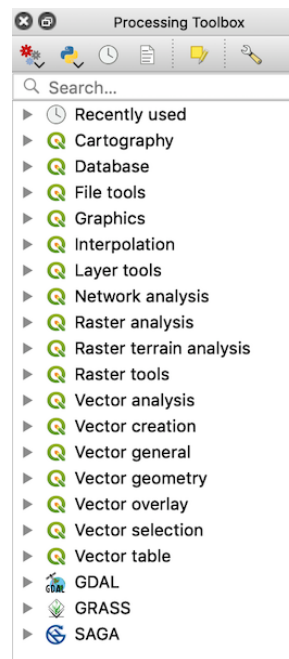 Processing Toolbox
Search...
Recently used
Cartography
Database
File tools
Graphics
Interpolation
Layer tools
Network analysis
Raster analysis
Raster terrain analysis
Raster tools
Vector analysis
Vector creation
Vector general
Vector geometry
Vector overlay
Vector selection
Vector table
GDAL
GRASS
SAGA